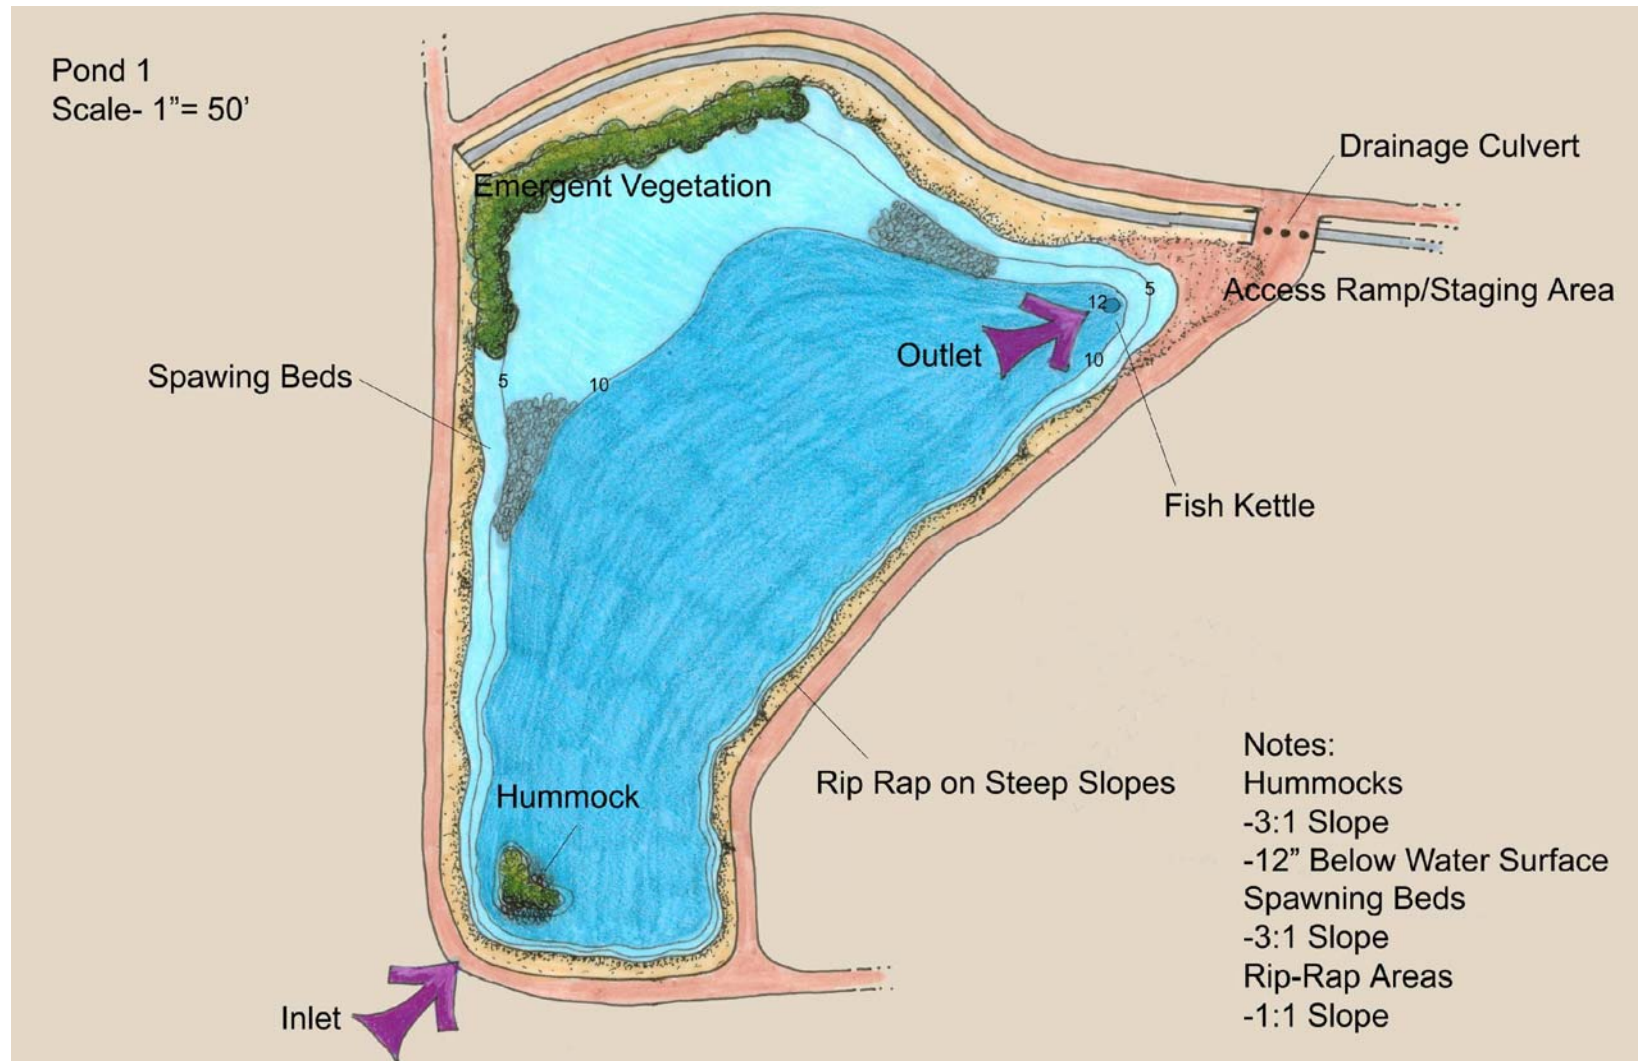 Pond 1
Scale- 1”= 50’
Drainage Culvert
Emergent Vegetation
Access Ramp/Staging Area
12
5
Outlet
10
Spawing Beds
5
10
Fish Kettle
Rip Rap on Steep Slopes
Hummock
Notes:
Hummocks
-3:1 Slope
-12” Below Water Surface
Spawning Beds
-3:1 Slope
Rip-Rap Areas
-1:1 Slope
Inlet